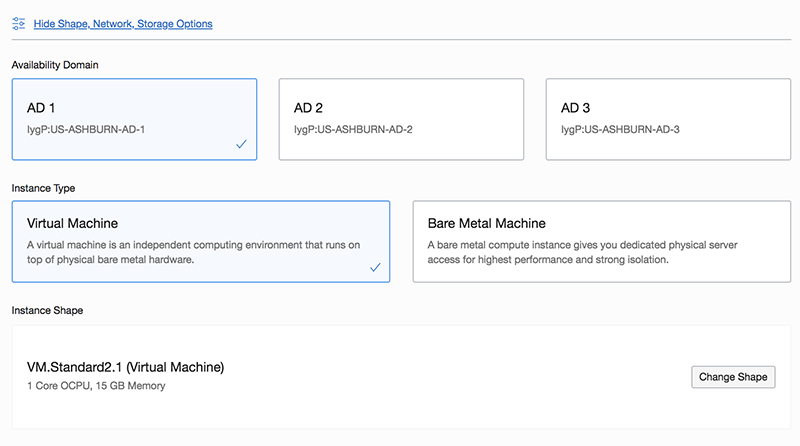 Hide Shape, Network, Storage Options
Availability Domain
AD 1
IygP:US-ASHBURN-AD-1
AD 2
IygP:US-ASHBURN-AD-2
AD 3
IygP:US-ASHBURN-AD-3
Instance Type
Virtual Machine
A virtual machine is an independent computing environment that runs on
top of physical bare metal hardware.
Bare Metal Machine
A bare metal compute instance gives you dedicated physical server
access for highest performance and strong isolation.
Instance Shape
VM.Standard2.1 (Virtual Machine)
1 Core OCPU, 15 GB Memory
Change Shape